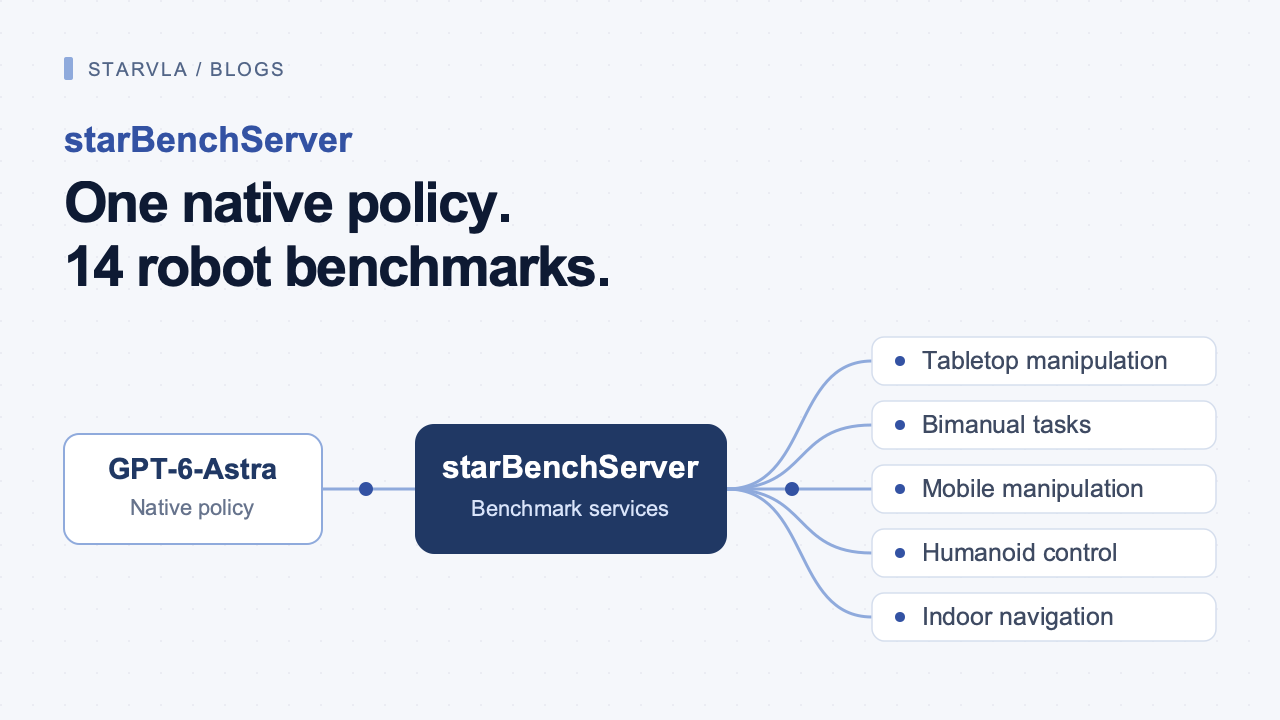 STARVLA / BLOGS
starBenchServer
One native policy.
14 robot benchmarks.
GPT-6-Astra
Native policy
starBenchServer
Benchmark services
Tabletop manipulation
Bimanual tasks
Mobile manipulation
Humanoid control
Indoor navigation